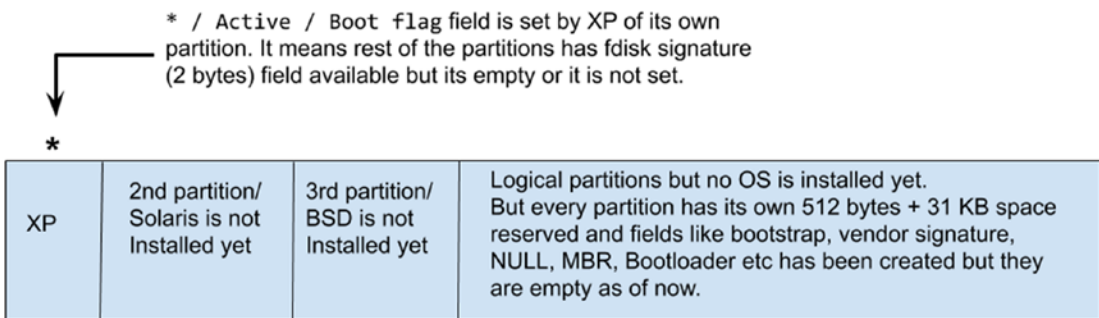 * / Active / Boot flag field is set by XP of its own
partition. It means rest of the partitions has fdisk signature
(2 bytes) field available but its empty or it is not set.
*
XP
2nd partition/
Solaris is not
Installed yet
3rd partition/
BSD is not
Installed yet
Logical partitions but no OS is installed yet.
But every partition has its own 512 bytes + 31 KB space
reserved and fields like bootstrap, vendor signature,
NULL, MBR, Bootloader etc has been created but they
are empty as of now.